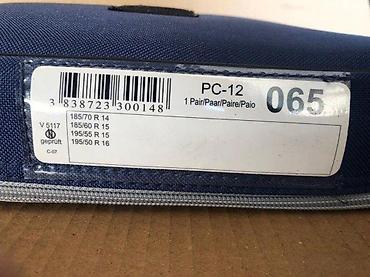 3 838723 300148
PC-12
1 Pair/Paar/Paire/Paio
065
V 5117
geprüft
C-07
185/70 R 14
185/60 R 15
195/55 R 15
195/50 R 16